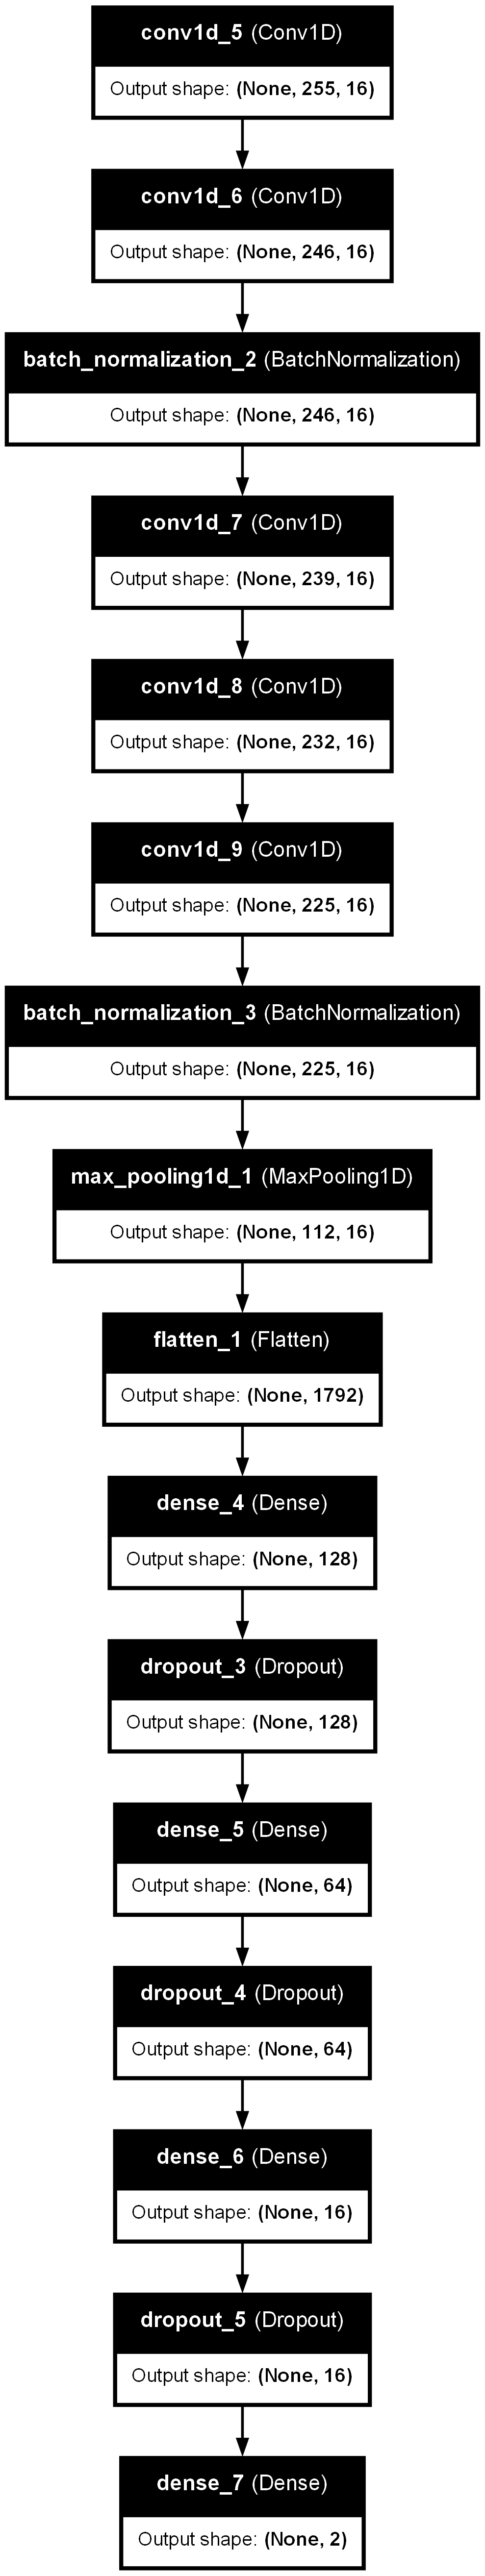 conv1d_5 (Conv1D)
Output shape: (None, 255, 16)
conv1d_6 (Conv1D)
Output shape: (None, 246, 16)
batch_normalization_2 (BatchNormalization)
Output shape: (None, 246, 16)
conv1d_7 (Conv1D)
Output shape: (None, 239, 16)
conv1d_8 (Conv1D)
Output shape: (None, 232, 16)
conv1d_9 (Conv1D)
Output shape: (None, 225, 16)
batch_normalization_3 (BatchNormalization)
Output shape: (None, 225, 16)
max_pooling1d_1 (MaxPooling1D)
Output shape: (None, 112, 16)
flatten_1 (Flatten)
Output shape: (None, 1792)
dense_4 (Dense)
Output shape: (None, 128)
dropout_3 (Dropout)
Output shape: (None, 128)
dense_5 (Dense)
Output shape: (None, 64)
dropout_4 (Dropout)
Output shape: (None, 64)
dense_6 (Dense)
Output shape: (None, 16)
dropout_5 (Dropout)
Output shape: (None, 16)
dense_7 (Dense)
Output shape: (None, 2)